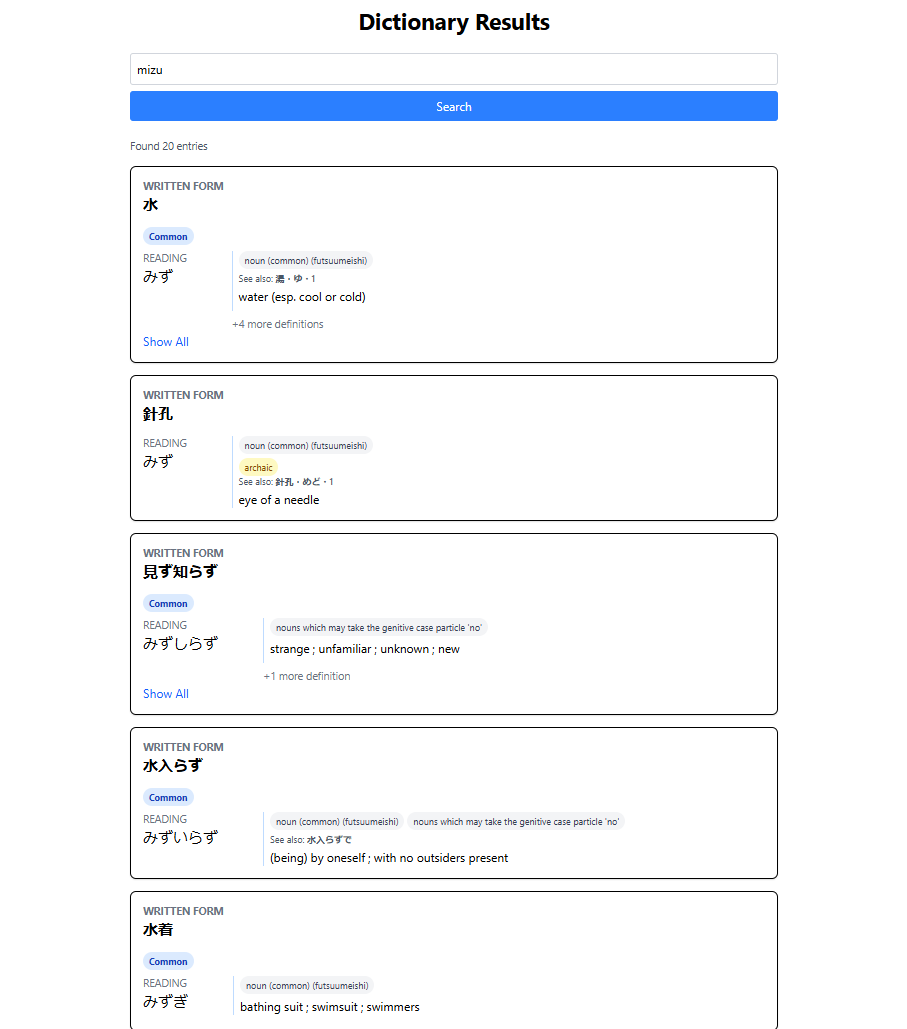 Dictionary Results
mizu
Search
Found 20 entries
WRITTEN FORM
水
Common
READING
みず
noun (common) (futsuumeishi)
See also: 湯・ゆ・1
water (esp. cool or cold)
+4 more definitions
Show All
WRITTEN FORM
針孔
READING
みず
noun (common) (futsuumeishi)
archaic
See also: 針孔・めど・1
eye of a needle
WRITTEN FORM
見ず知らず
Common
READING
みずしらず
nouns which may take the genitive case particle 'no'
strange ; unfamiliar ; unknown ; new
+1 more definition
Show All
WRITTEN FORM
水入らず
Common
READING
みずいらず
noun (common) (futsuumeishi) nouns which may take the genitive case particle 'no'
See also: 水入らずで
(being) by oneself ; with no outsiders present
WRITTEN FORM
水着
Common
READING
みずぎ
noun (common) (futsuumeishi)
bathing suit ; swimsuit ; swimmers